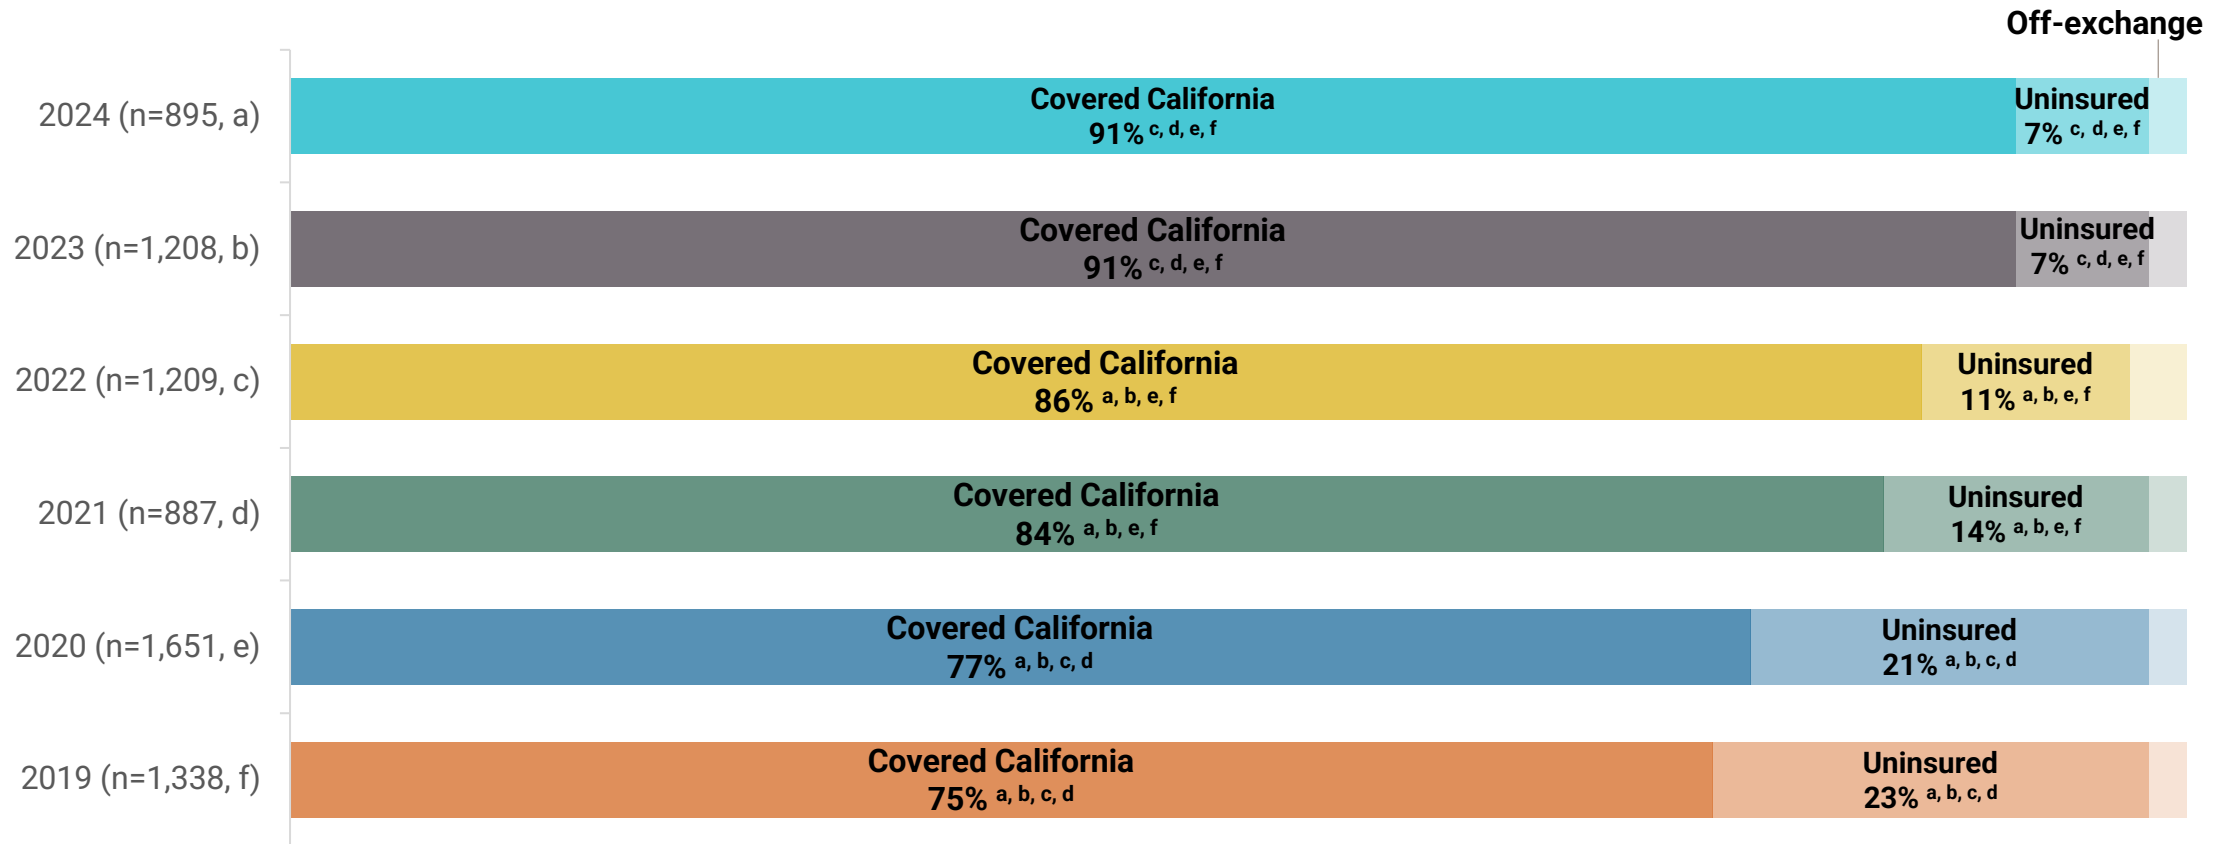 Off-exchange
2024 (n=895, a)
Covered California
91% c, d, e, f
Uninsured
7% c, d, e, f
2023 (n=1,208, b)
Covered California
91% c, d, e, f
Uninsured
7% c, d, e, f
2022 (n=1,209, c)
Covered California
86% a, b, e, f
Uninsured
11% a, b, e, f
2021 (n=887, d)
Covered California
84% a, b, e, f
Uninsured
14% a, b, e, f
2020 (n=1,651, e)
Covered California
77% a, b, c, d
Uninsured
21% a, b, c, d
2019 (n=1,338, f)
Covered California
75% a, b, c, d
Uninsured
23% a, b, c, d